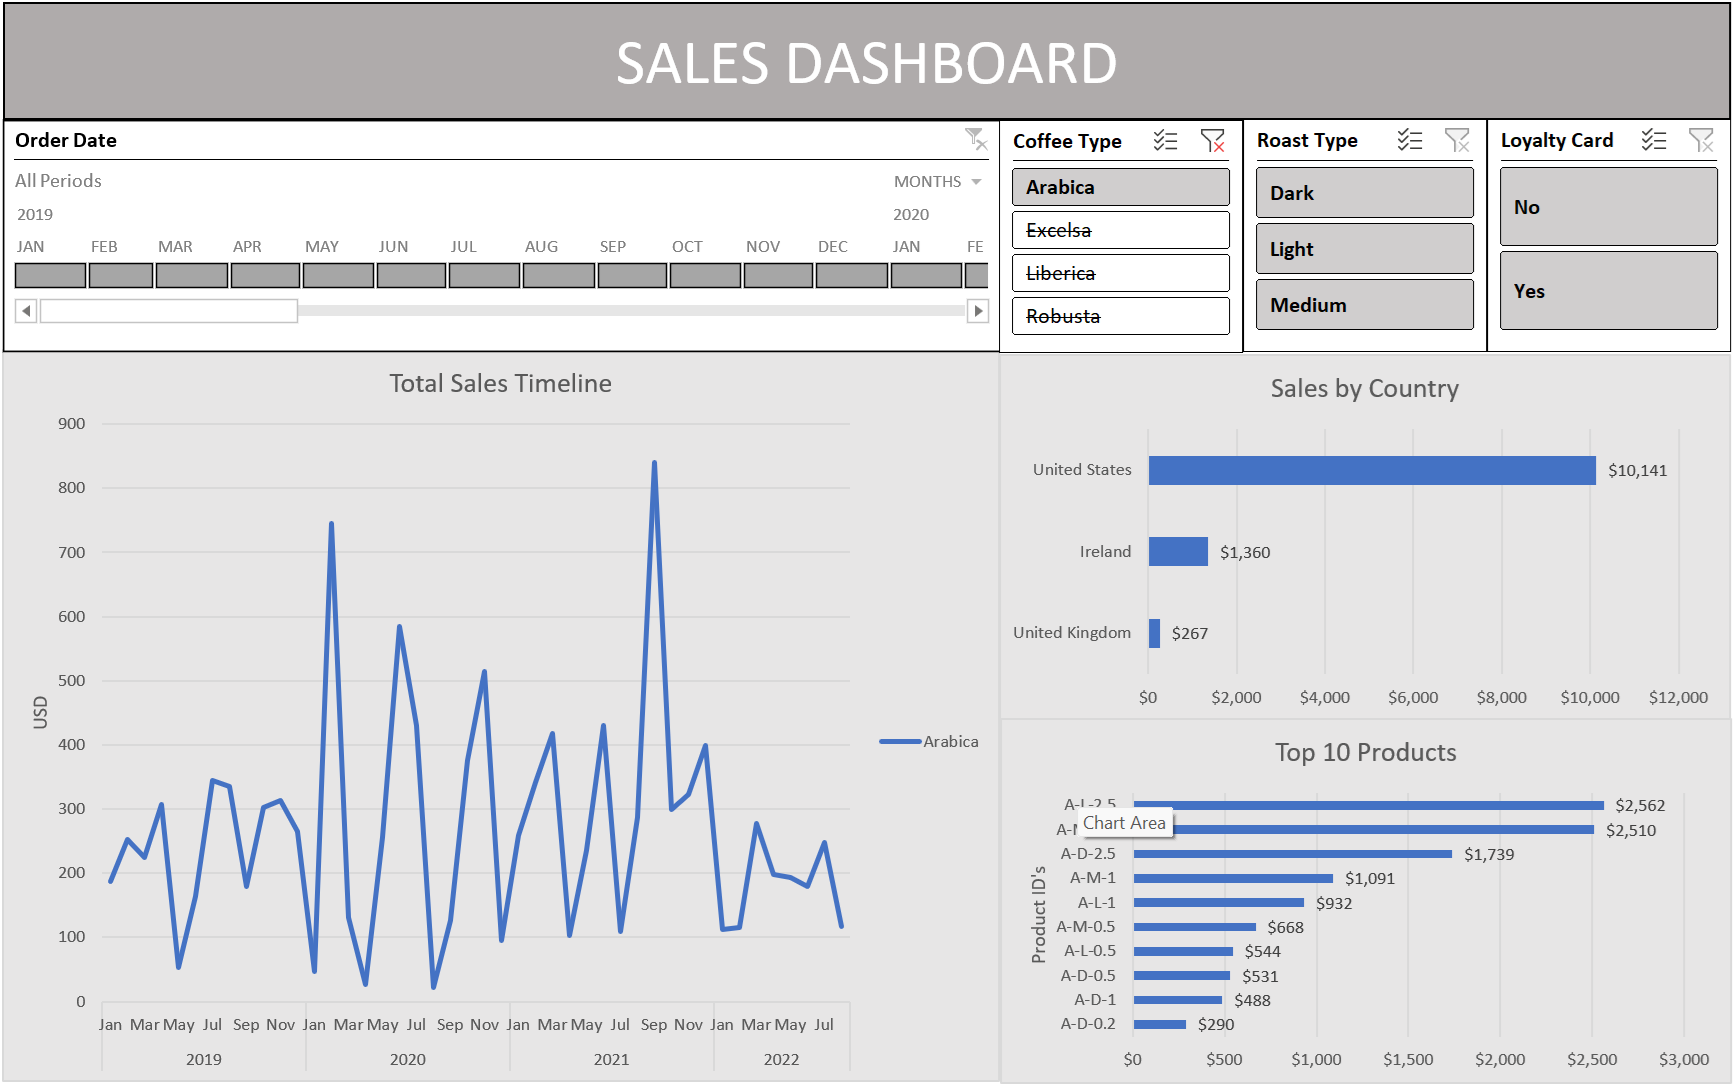 SALES DASHBOARD
Order Date
All Periods
MONTHS
2019 2020
JAN FEB MAR APR MAY JUN JUL AUG SEP OCT NOV DEC JAN FE
Coffee Type
Arabica
Excelsa
Liberica
Robusta
Roast Type
Dark
Light
Medium
Loyalty Card
No
Yes
Total Sales Timeline
900
800
700
600
500
400
300
200
100
0
USD
Arabica
Jan Mar May Jul Sep Nov Jan Mar May Jul Sep Nov Jan Mar May Jul Sep Nov Jan Mar May Jul
2019 2020 2021 2022
Sales by Country
United States $10,141
Ireland $1,360
United Kingdom $267
$0 $2,000 $4,000 $6,000 $8,000 $10,000 $12,000
Top 10 Products
Product ID's
A-L-2.5 $2,562
Chart Area
$2,510
A-D-2.5 $1,739
A-M-1 $1,091
A-L-1 $932
A-M-0.5 $668
A-L-0.5 $544
A-D-0.5 $531
A-D-1 $488
A-D-0.2 $290
$0 $500 $1,000 $1,500 $2,000 $2,500 $3,000